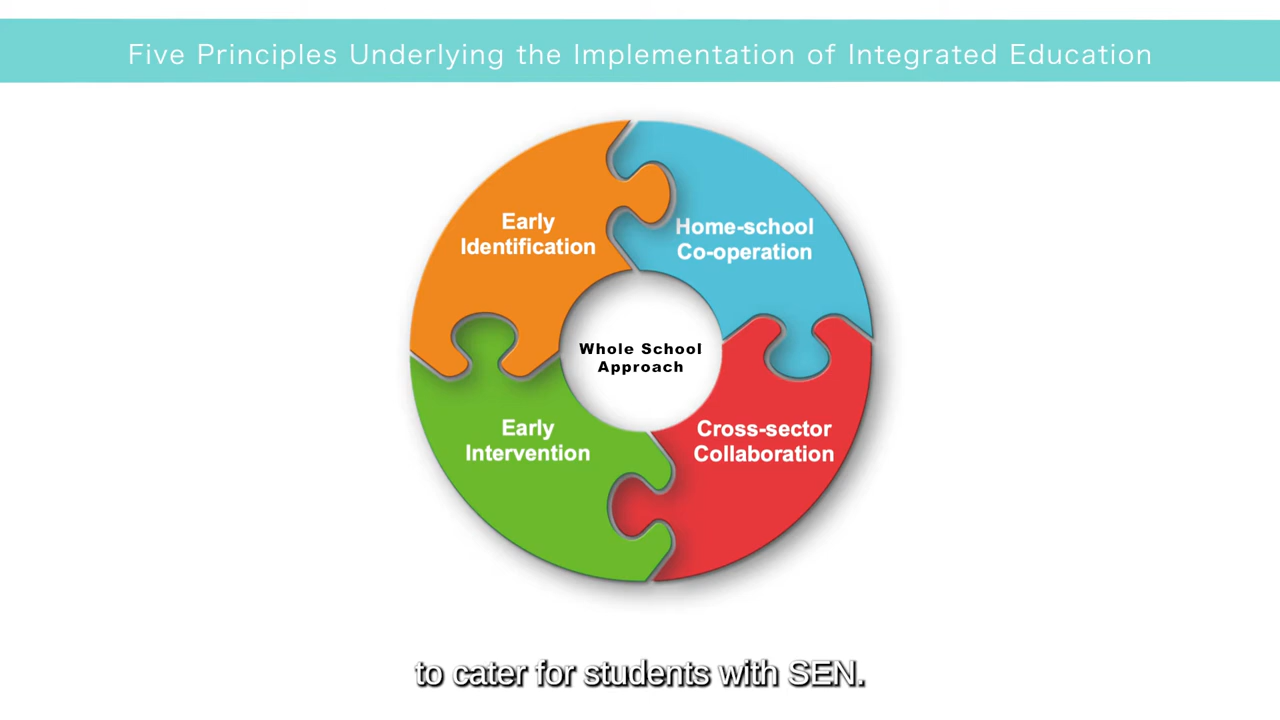 Five Principles Underlying the Implementation of Integrated Education
Early
Identification
Home-school
Co-operation
Whole School
Approach
Early
Intervention
Cross-sector
Collaboration
to cater for students with SEN.